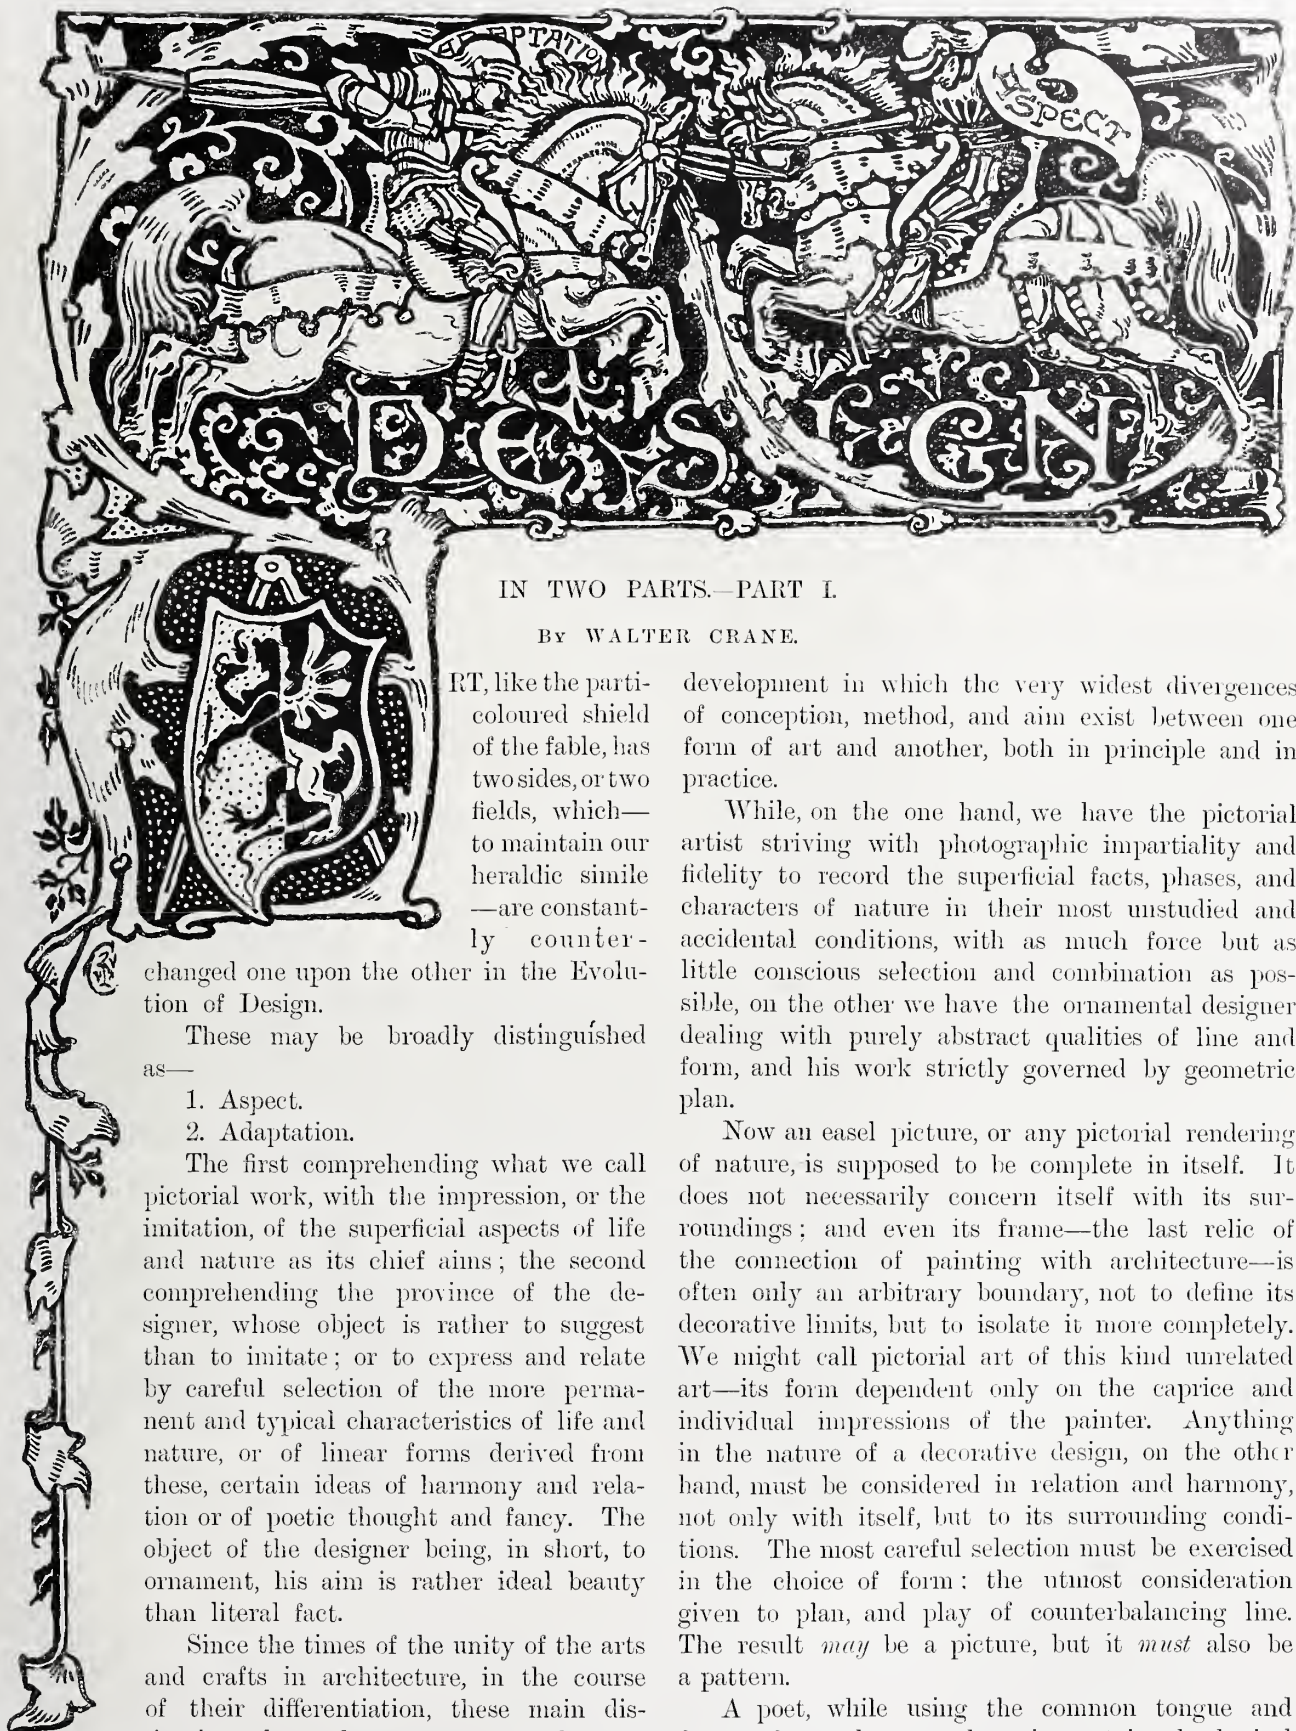 ADAPTATION
ASPECT
DESIGN
IN TWO PARTS.—PART I.
BY WALTER CRANE.
RT, like the parti-
coloured shield
of the fable, has
two sides, or two
fields, which—
to maintain our
heraldic simile
—are constant-
ly counter-
changed one upon the other in the Evolu-
tion of Design.
These may be broadly distinguished
as—
1. Aspect.
2. Adaptation.
The first comprehending what we call
pictorial work, with the impression, or the
imitation, of the superficial aspects of life
and nature as its chief aims; the second
comprehending the province of the de-
signer, whose object is rather to suggest
than to imitate; or to express and relate
by careful selection of the more perma-
nent and typical characteristics of life and
nature, or of linear forms derived from
these, certain ideas of harmony and rela-
tion or of poetic thought and fancy. The
object of the designer being, in short, to
ornament, his aim is rather ideal beauty
than literal fact.
Since the times of the unity of the arts
and crafts in architecture, in the course
of their differentiation, these main dis-
development in which the very widest divergences
of conception, method, and aim exist between one
form of art and another, both in principle and in
practice.
While, on the one hand, we have the pictorial
artist striving with photographic impartiality and
fidelity to record the superficial facts, phases, and
characters of nature in their most unstudied and
accidental conditions, with as much force but as
little conscious selection and combination as pos-
sible, on the other we have the ornamental designer
dealing with purely abstract qualities of line and
form, and his work strictly governed by geometric
plan.
Now an easel picture, or any pictorial rendering
of nature, is supposed to be complete in itself. It
does not necessarily concern itself with its sur-
roundings; and even its frame—the last relic of
the connection of painting with architecture—is
often only an arbitrary boundary, not to define its
decorative limits, but to isolate it more completely.
We might call pictorial art of this kind unrelated
art—its form dependent only on the caprice and
individual impressions of the painter. Anything
in the nature of a decorative design, on the other
hand, must be considered in relation and harmony,
not only with itself, but to its surrounding condi-
tions. The most careful selection must be exercised
in the choice of form: the utmost consideration
given to plan, and play of counterbalancing line.
The result may be a picture, but it must also be
a pattern.
A poet, while using the common tongue and